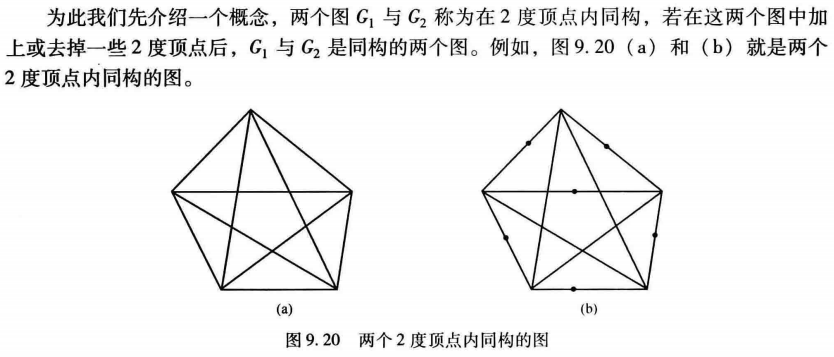 为此我们先介绍一个概念，两个图 G₁ 与 G₂ 称为在 2 度顶点内同构，若在这两个图中加
上或去掉一些 2 度顶点后，G₁ 与 G₂ 是同构的两个图。例如，图 9.20（a）和（b）就是两个
2 度顶点内同构的图。
(a) (b)
图 9.20 两个 2 度顶点内同构的图